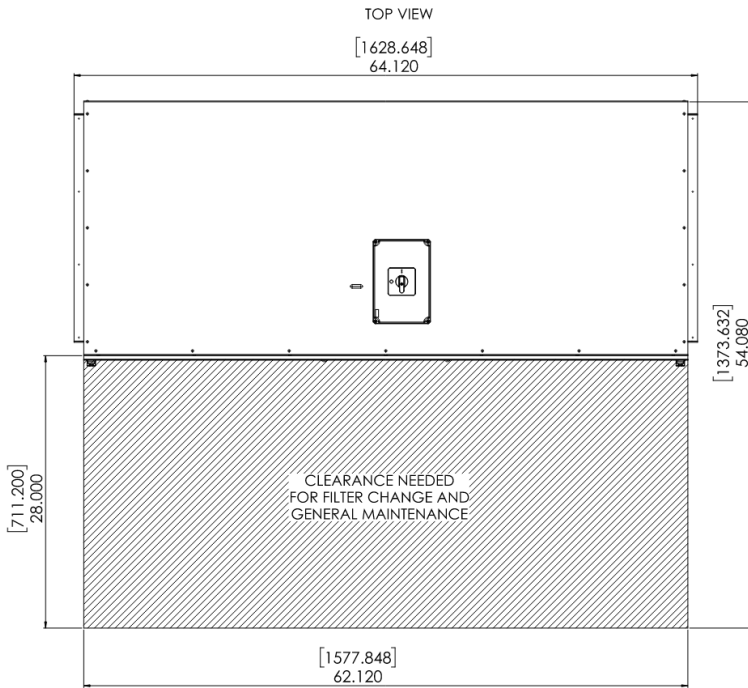 TOP VIEW
[1628.648]
64.120
[1373.632]
54.080
[711.200]
28.000
CLEARANCE NEEDED
FOR FILTER CHANGE AND
GENERAL MAINTENANCE
[1577.848]
62.120